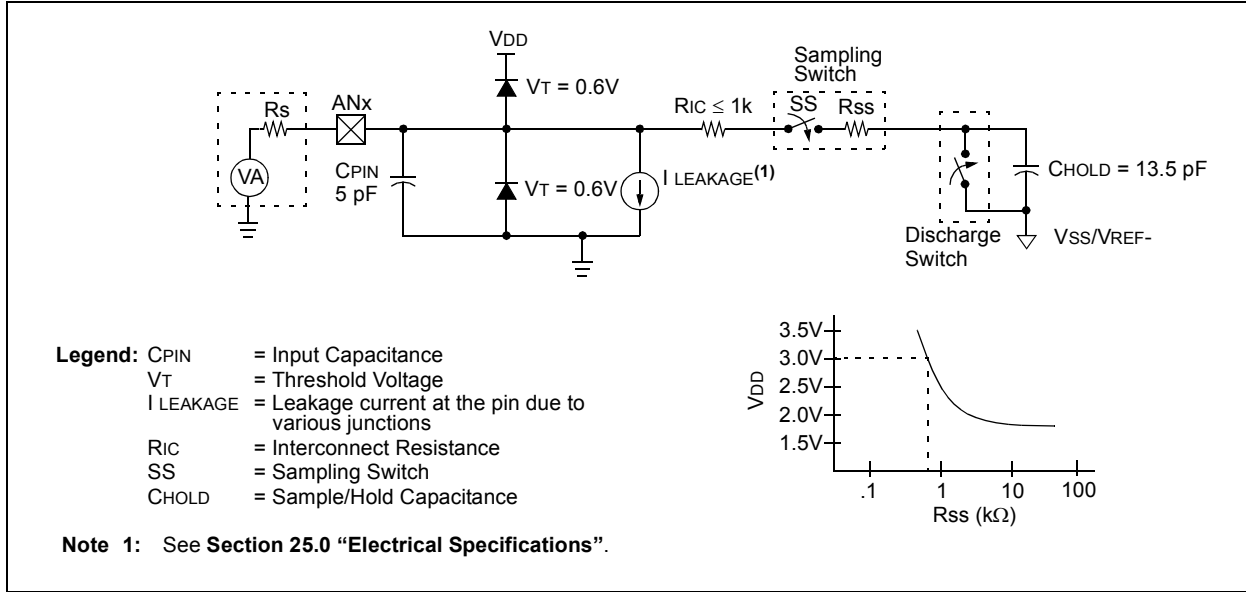 VDD
Sampling
Switch
VT = 0.6V
RIC ≤ 1k
SS
Rss
Rs
ANx
VA
CPIN
5 pF
VT = 0.6V
I LEAKAGE(1)
CHOLD = 13.5 pF
Discharge
Switch
VSS/VREF-
Legend: CPIN = Input Capacitance
VT = Threshold Voltage
I LEAKAGE = Leakage current at the pin due to
various junctions
RIC = Interconnect Resistance
SS = Sampling Switch
CHOLD = Sample/Hold Capacitance
VDD
3.5V
3.0V
2.5V
2.0V
1.5V
.1 1 10 100
Rss (kΩ)
Note 1: See Section 25.0 “Electrical Specifications”.